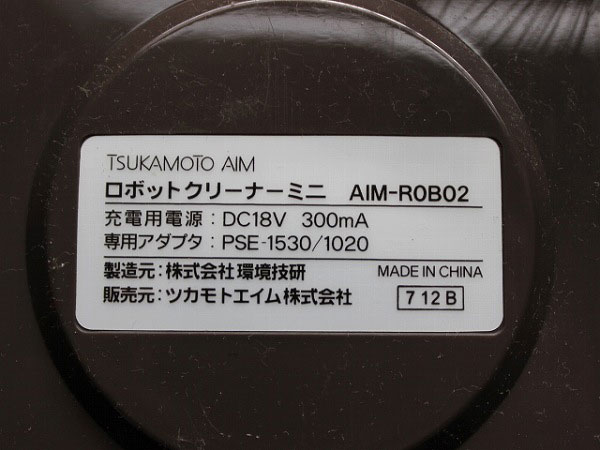 TSUKAMOTO AIM
ロボットクリーナーミニ AIM-R0B02
充電用電源：DC18V 300mA
専用アダプタ：PSE-1530/1020
製造元：株式会社環境技研 MADE IN CHINA
販売元：ツカモトエイム株式会社 7 12 B